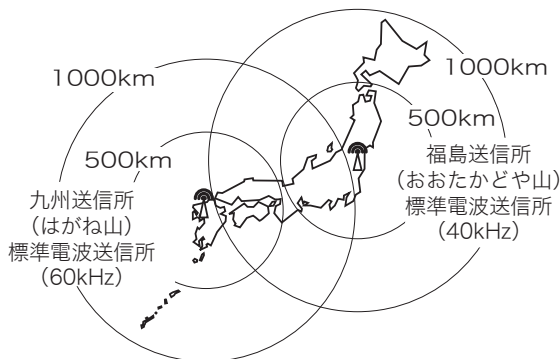 1000km
500km
九州送信所
（はがね山）
標準電波送信所
（60kHz）
1000km
500km
福島送信所
（おおたかどや山）
標準電波送信所
（40kHz）